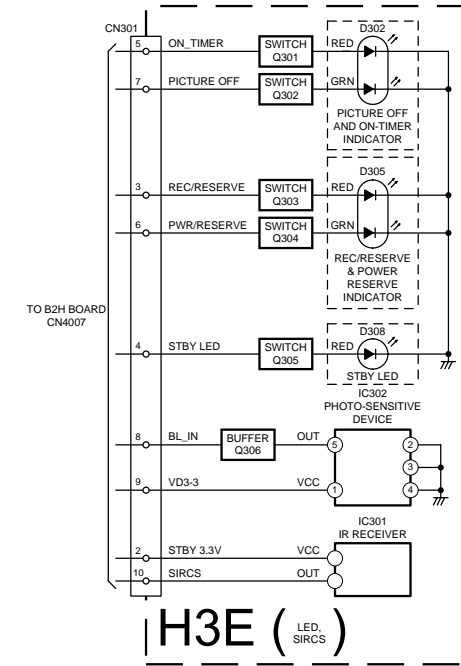 CN301
D302
5 ON_TIMER SWITCH Q301 RED
7 PICTURE OFF SWITCH Q302 GRN
PICTURE OFF
AND ON-TIMER
INDICATOR
D305
3 REC/RESERVE SWITCH Q303 RED
6 PWR/RESERVE SWITCH Q304 GRN
REC/RESERVE
& POWER
RESERVE
INDICATOR
TO B2H BOARD
CN4007
D308
4 STBY LED SWITCH Q305 RED
STBY LED
IC302
PHOTO-SENSITIVE
DEVICE
8 BL_IN BUFFER Q306 OUT 5 2
3
9 VD3-3 VCC 1 4
IC301
IR RECEIVER
2 STBY 3.3V VCC
10 SIRCS OUT
H3E ( LED, SIRCS )